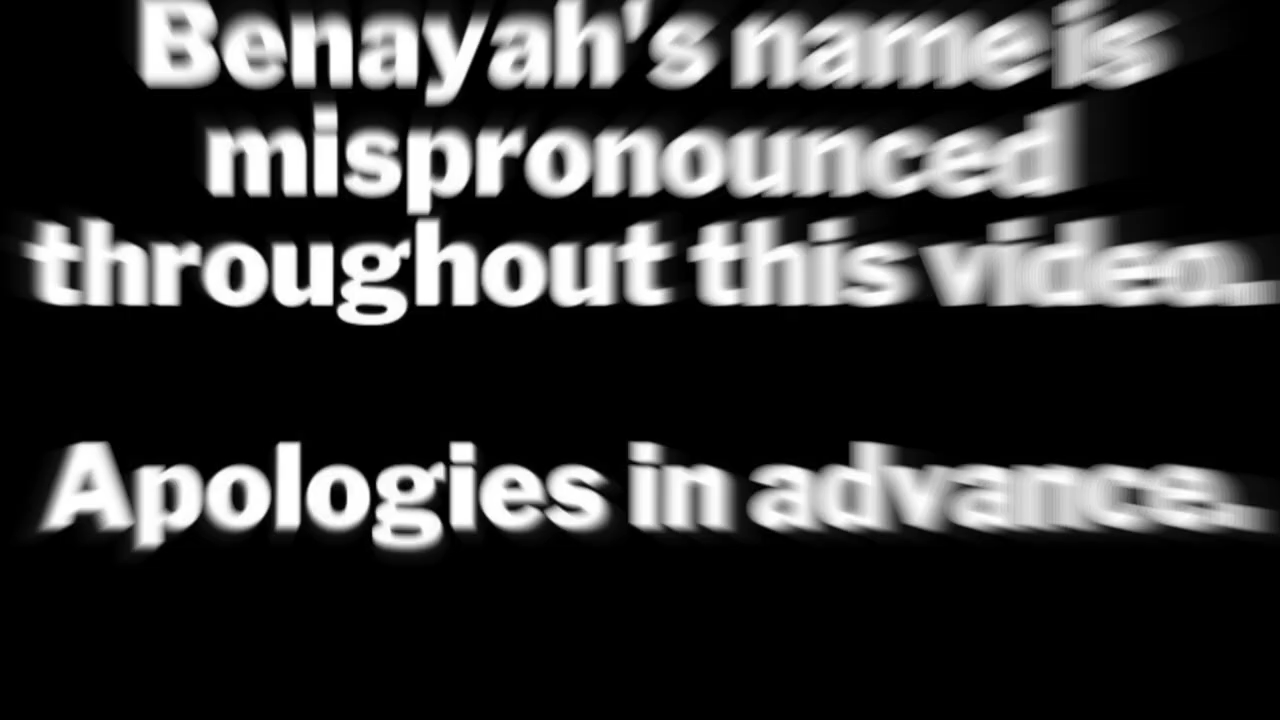 Benayah's name is
mispronounced
throughout this video.
Apologies in advance.